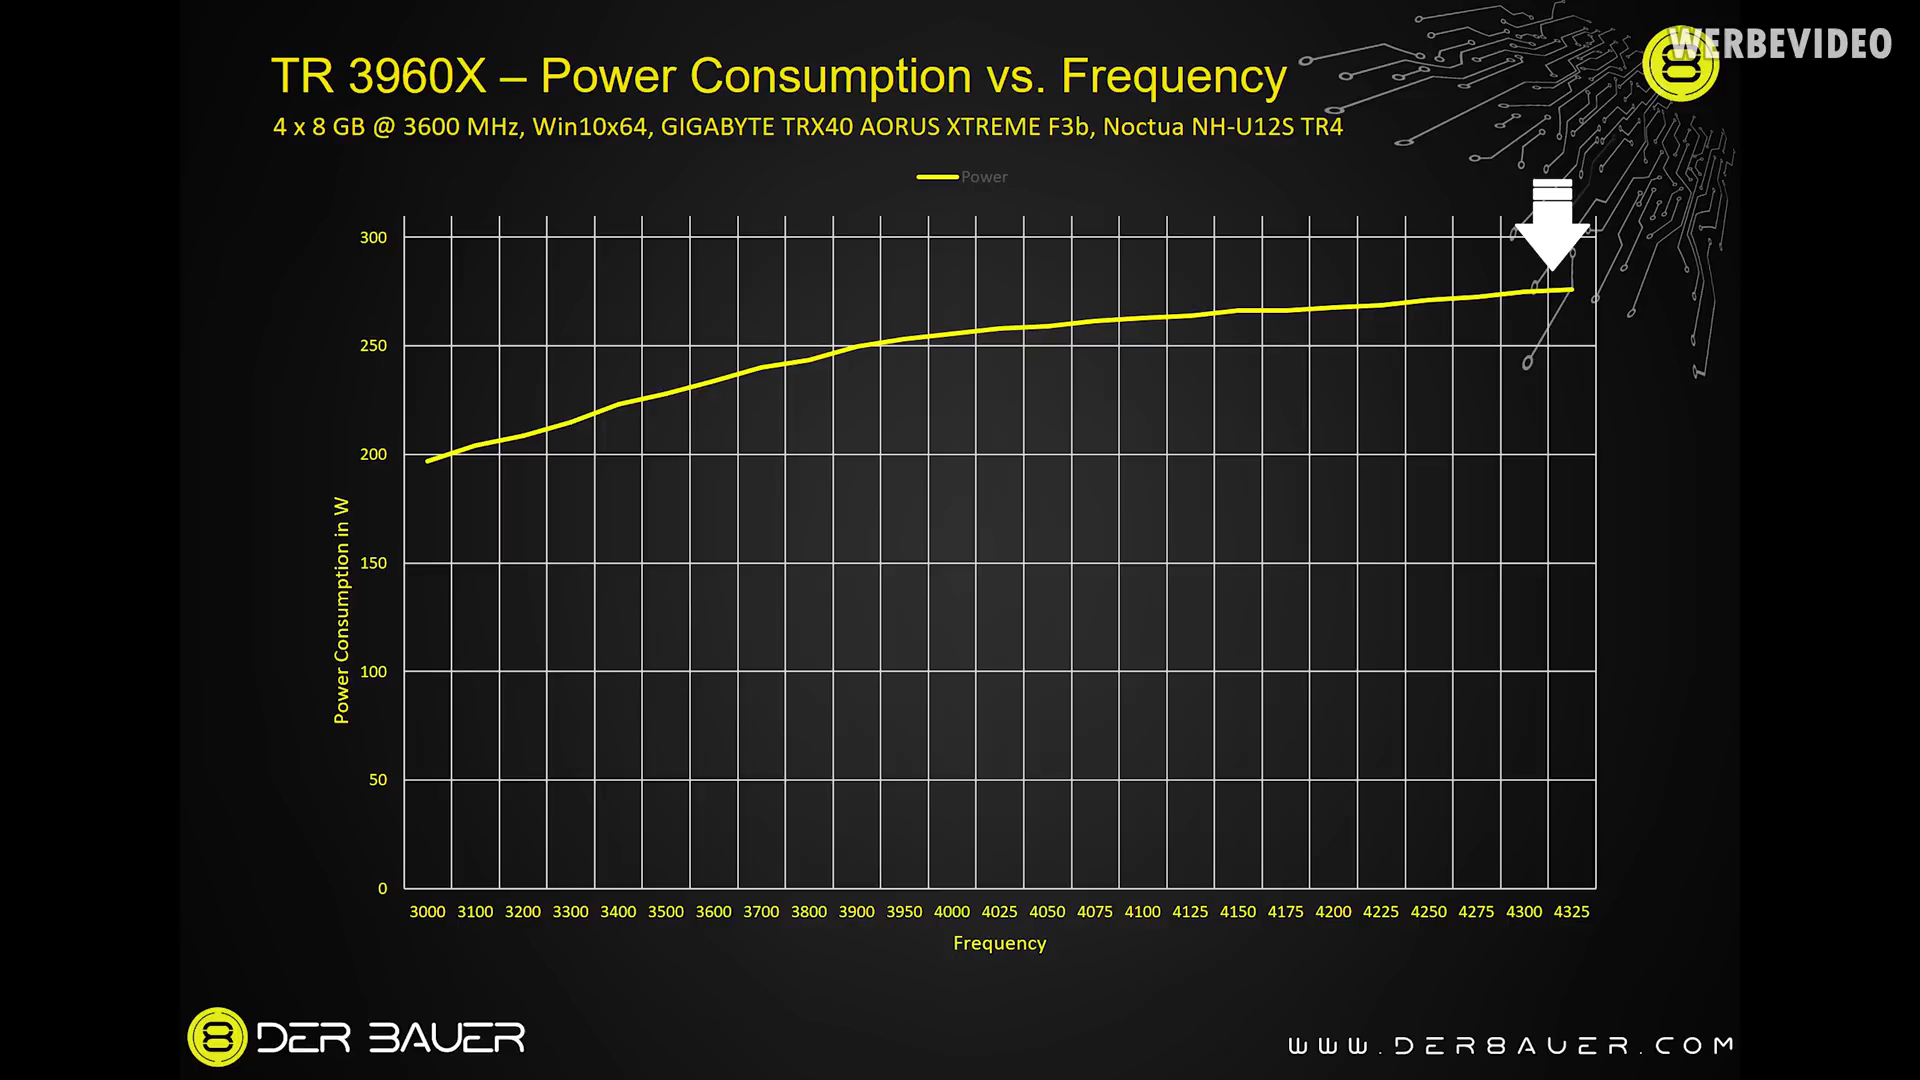 WERBEVIDEO
TR 3960X – Power Consumption vs. Frequency
4 x 8 GB @ 3600 MHz, Win10x64, GIGABYTE TRX40 AORUS XTREME F3b, Noctua NH-U12S TR4
Power
300
250
200
150
100
50
0
Power Consumption in W
3000 3100 3200 3300 3400 3500 3600 3700 3800 3900 3950 4000 4025 4050 4075 4100 4125 4150 4175 4200 4225 4250 4275 4300 4325
Frequency
DER 8AUER
WWW.DER8AUER.COM